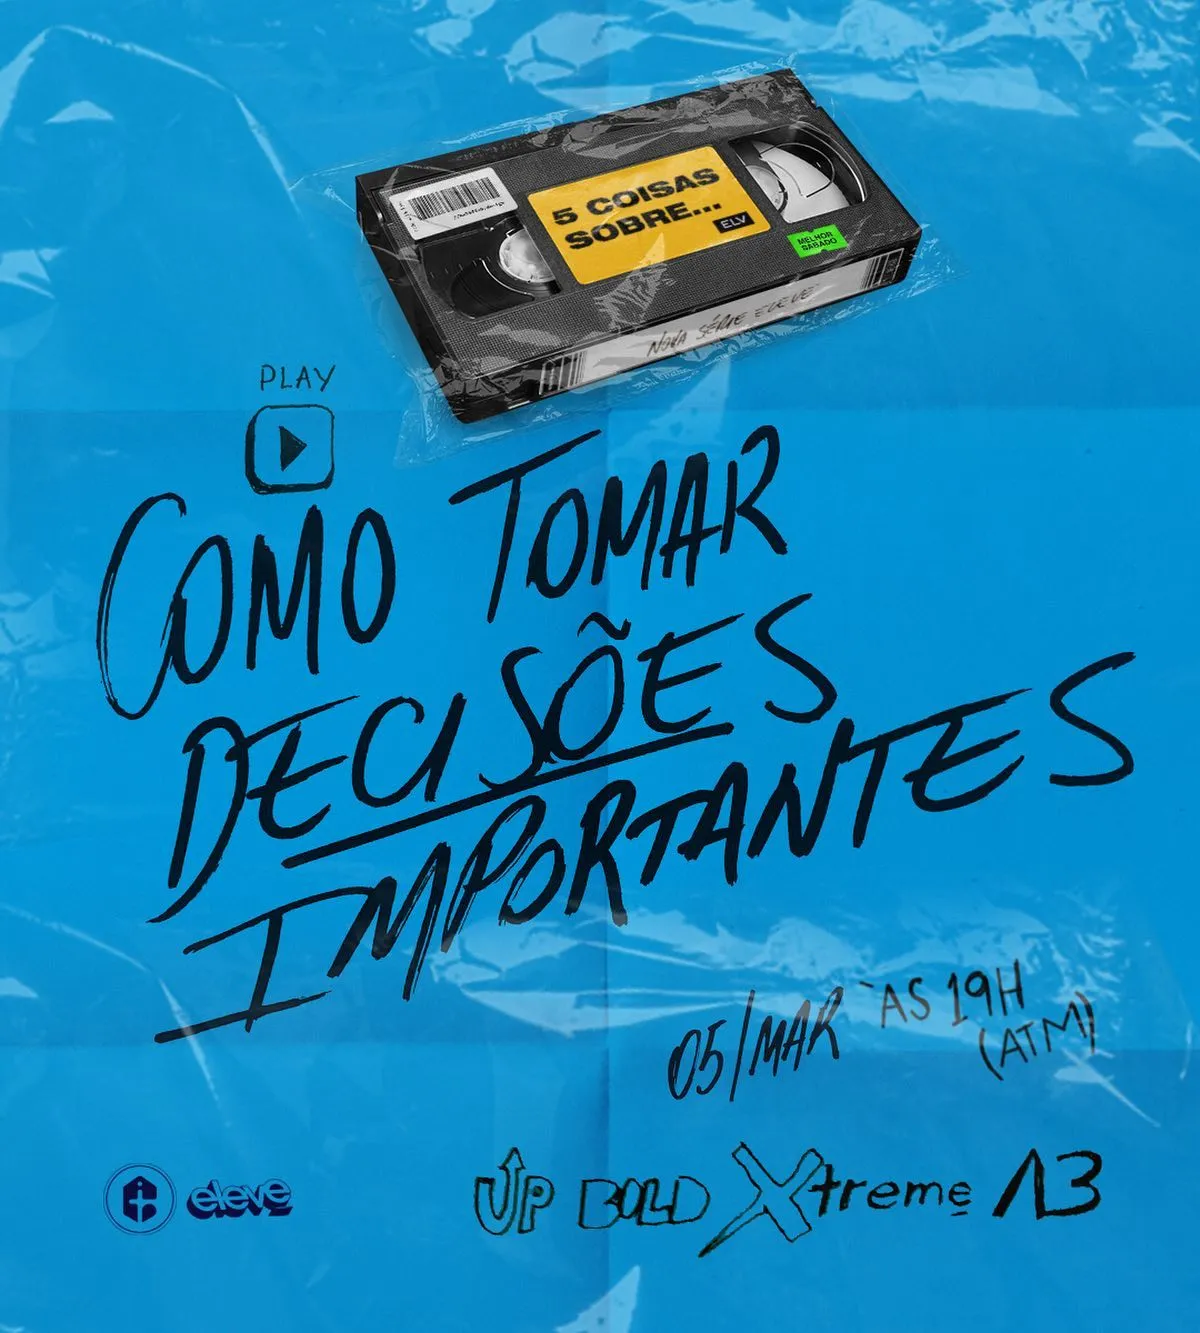 5 COISAS
SOBRE...
ELV
MELHOR
SÁBADO
NOVA SÉRIE ELEVE
PLAY
COMO TOMAR
DECISÕES
IMPORTANTES
05/MAR ÀS 19H
(ATM)
eleve
UP BOLD Xtreme A3